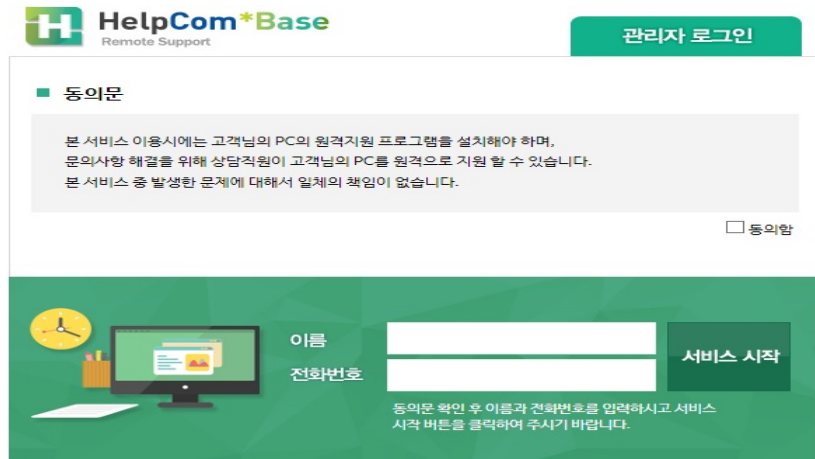 HelpCom*Base
Remote Support
관리자 로그인
동의문
본 서비스 이용시에는 고객님의 PC의 원격지원 프로그램을 설치해야 하며,
문의사항 해결을 위해 상담직원이 고객님의 PC를 원격으로 지원 할 수 있습니다.
본 서비스 중 발생한 문제에 대해서 일체의 책임이 없습니다.
동의함
이름
전화번호
서비스 시작
동의문 확인 후 이름과 전화번호를 입력하시고 서비스
시작 버튼을 클릭하여 주시기 바랍니다.